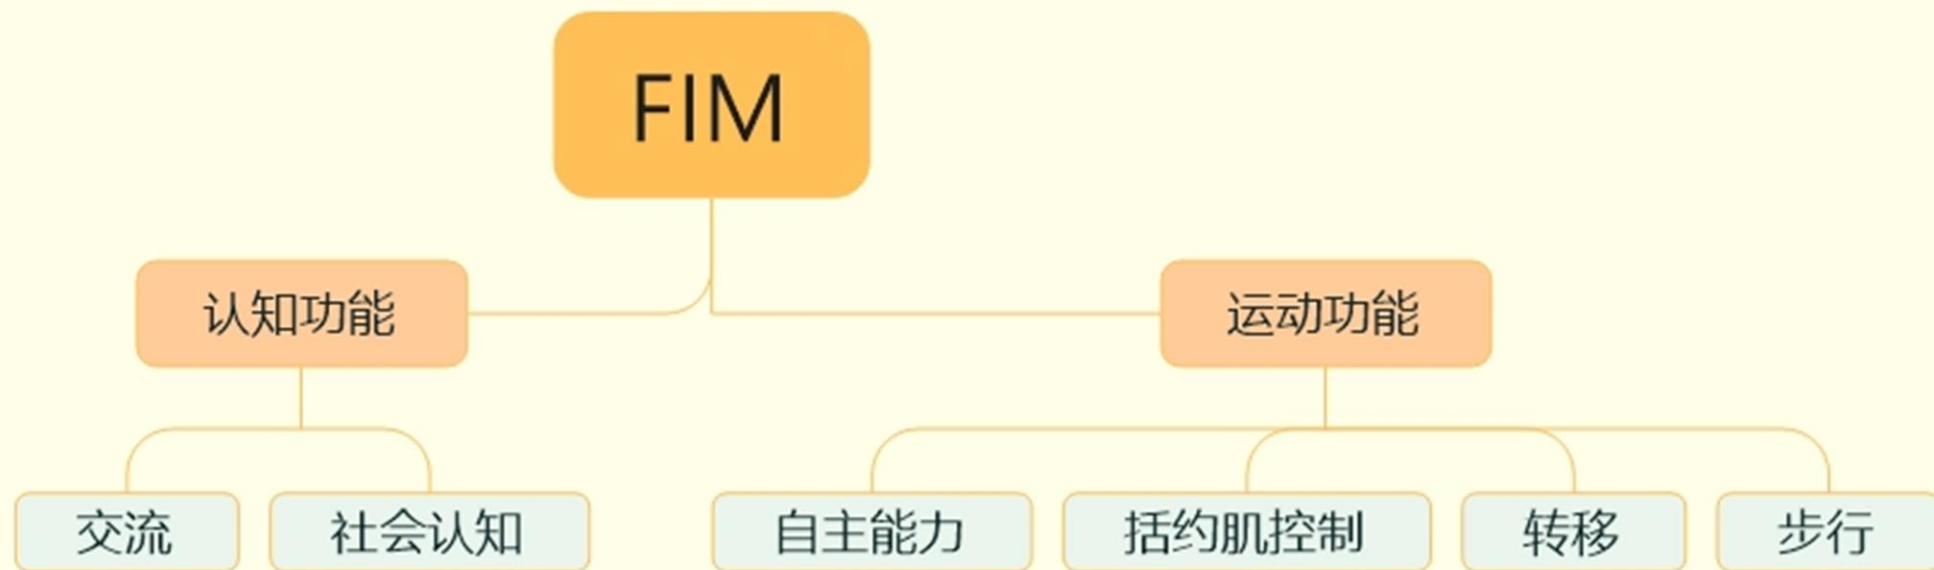 FIM
认知功能
运动功能
交流
社会认知
自主能力
括约肌控制
转移
步行